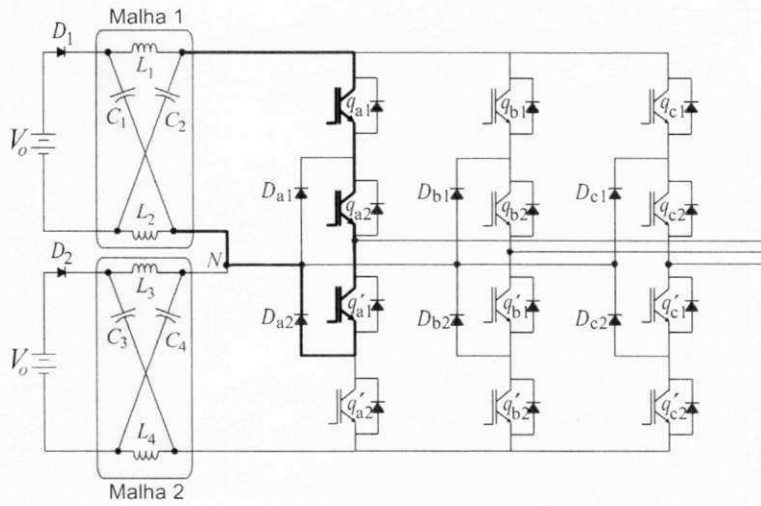 Malha 1
D1
L1
C1
C2
Vo
L2
D2
N
L3
C3
C4
Vo
L4
Malha 2
qa1
qb1
qc1
Da1
qa2
Db1
qb2
Dc1
qc2
Da2
q′a1
Db2
q′b1
Dc2
q′c1
q′a2
q′b2
q′c2